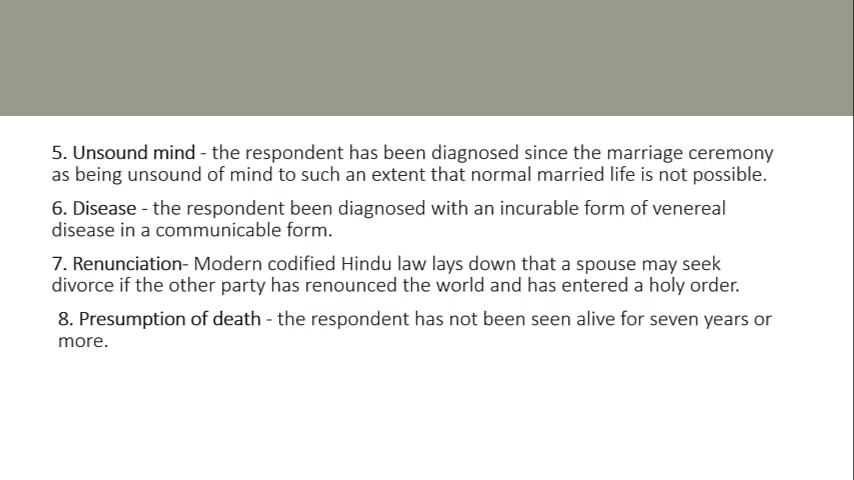 5. Unsound mind - the respondent has been diagnosed since the marriage ceremony
as being unsound of mind to such an extent that normal married life is not possible.
6. Disease - the respondent been diagnosed with an incurable form of venereal
disease in a communicable form.
7. Renunciation- Modern codified Hindu law lays down that a spouse may seek
divorce if the other party has renounced the world and has entered a holy order.
8. Presumption of death - the respondent has not been seen alive for seven years or
more.